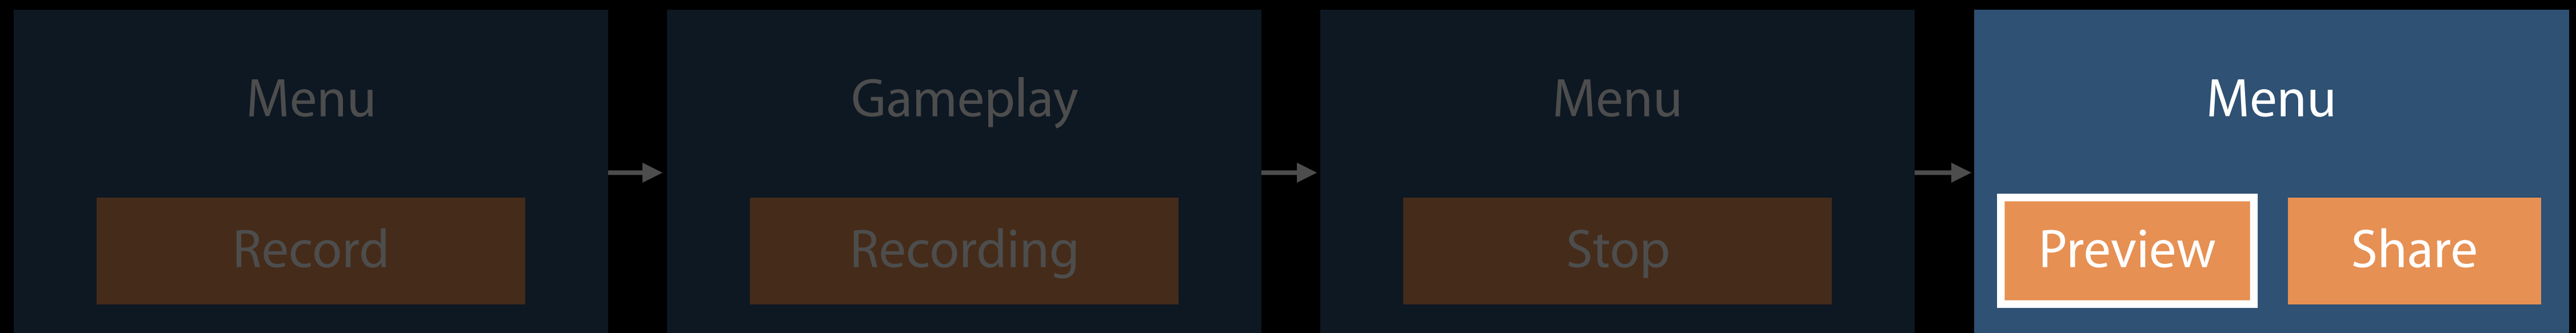 Menu
Record
Gameplay
Recording
Menu
Stop
Menu
Preview
Share